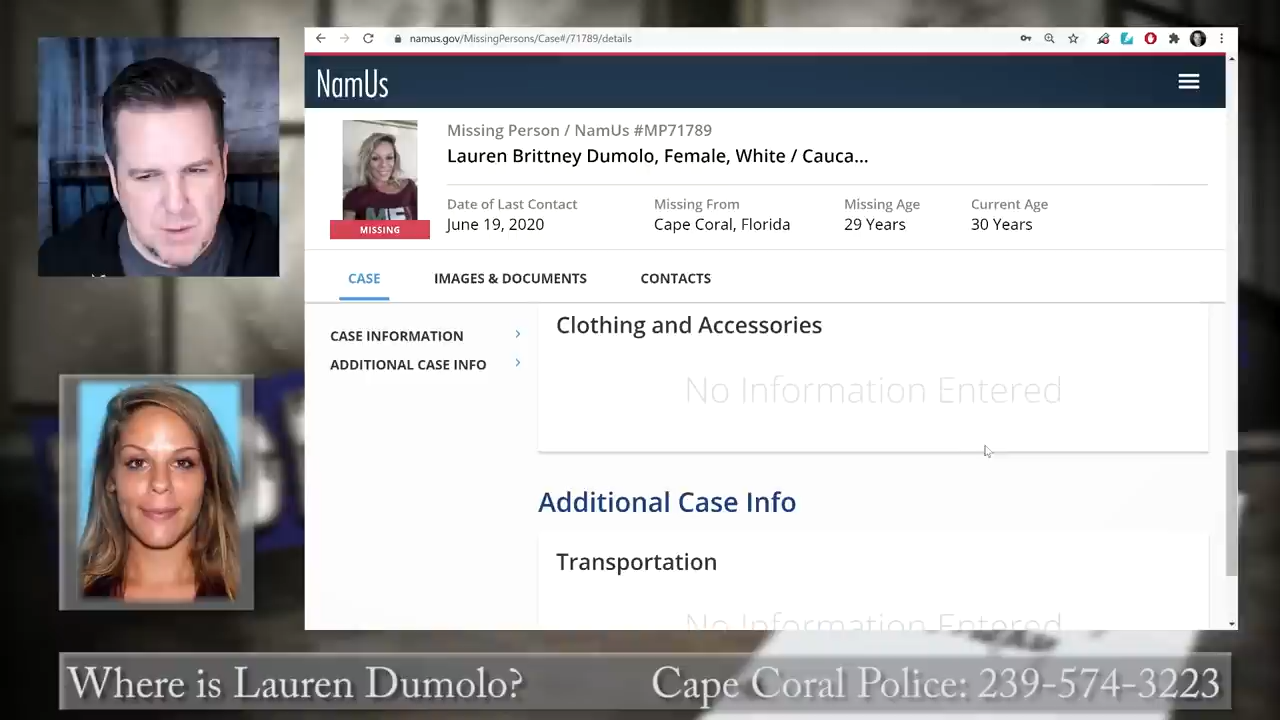 namus.gov/MissingPersons/Case#/71789/details
NamUs
Missing Person / NamUs #MP71789
Lauren Brittney Dumolo, Female, White / Cauca...
Date of Last Contact
June 19, 2020
Missing From
Cape Coral, Florida
Missing Age
29 Years
Current Age
30 Years
MISSING
CASE
IMAGES & DOCUMENTS
CONTACTS
CASE INFORMATION
ADDITIONAL CASE INFO
Clothing and Accessories
No Information Entered
Additional Case Info
Transportation
No Information Entered
Where is Lauren Dumolo?
Cape Coral Police: 239-574-3223